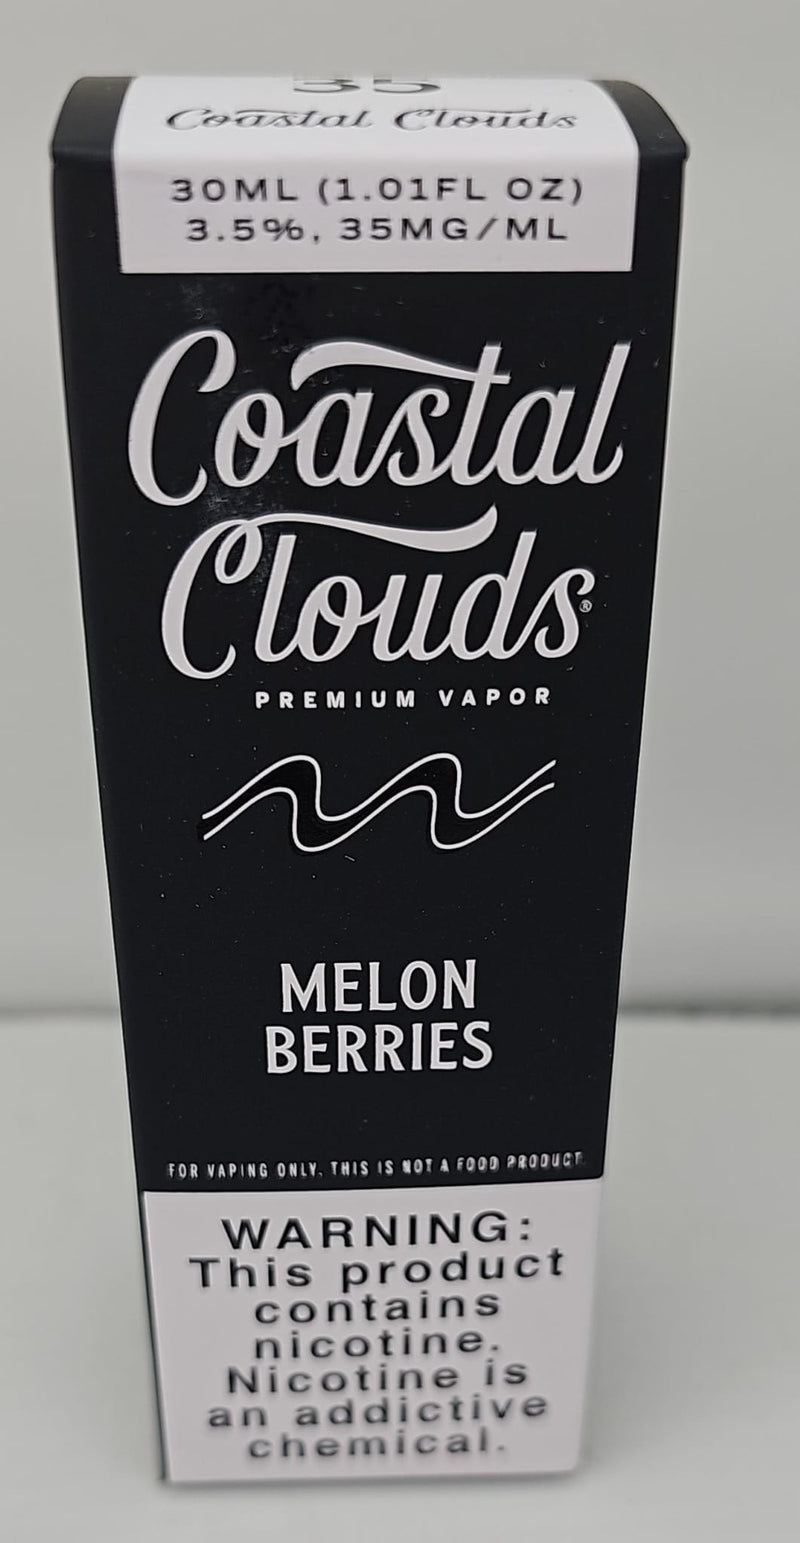 35
Coastal Clouds
30ML (1.01FL OZ)
3.5%, 35MG/ML
Coastal
Clouds®
PREMIUM VAPOR
MELON
BERRIES
FOR VAPING ONLY. THIS IS NOT A FOOD PRODUCT.
WARNING:
This product
contains
nicotine.
Nicotine is
an addictive
chemical.